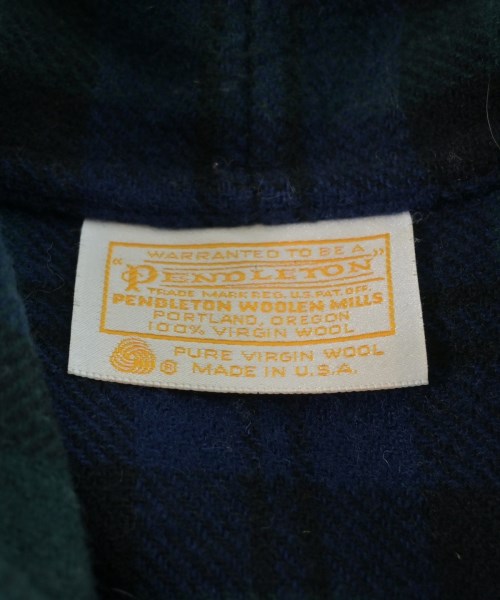 WARRANTED TO BE A
"PENDLETON"
TRADE MARK REG. U.S. PAT. OFF.
PENDLETON WOOLEN MILLS
PORTLAND, OREGON
100% VIRGIN WOOL
® PURE VIRGIN WOOL
MADE IN U.S.A.